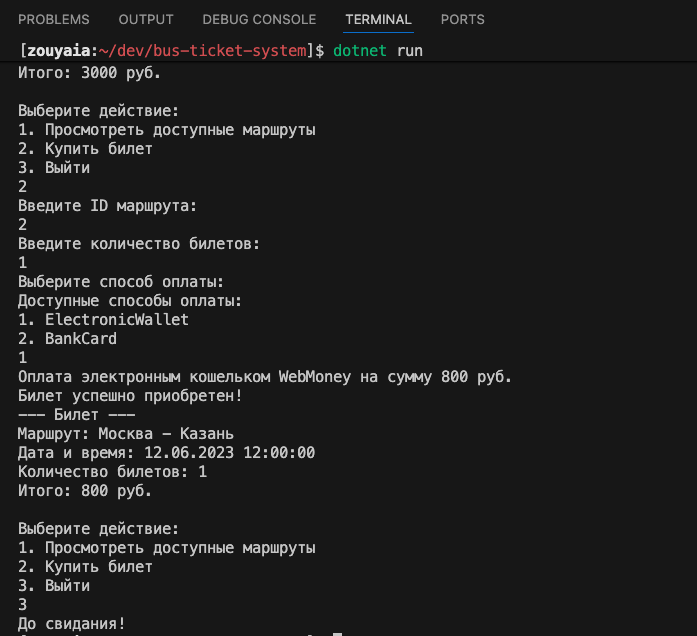 PROBLEMS OUTPUT DEBUG CONSOLE TERMINAL PORTS
[zouyaia:~/dev/bus-ticket-system]$ dotnet run
Итого: 3000 руб.
Выберите действие:
1. Просмотреть доступные маршруты
2. Купить билет
3. Выйти
2
Введите ID маршрута:
2
Введите количество билетов:
1
Выберите способ оплаты:
Доступные способы оплаты:
1. ElectronicWallet
2. BankCard
1
Оплата электронным кошельком WebMoney на сумму 800 руб.
Билет успешно приобретен!
--- Билет ---
Маршрут: Москва - Казань
Дата и время: 12.06.2023 12:00:00
Количество билетов: 1
Итого: 800 руб.
Выберите действие:
1. Просмотреть доступные маршруты
2. Купить билет
3. Выйти
3
До свидания!